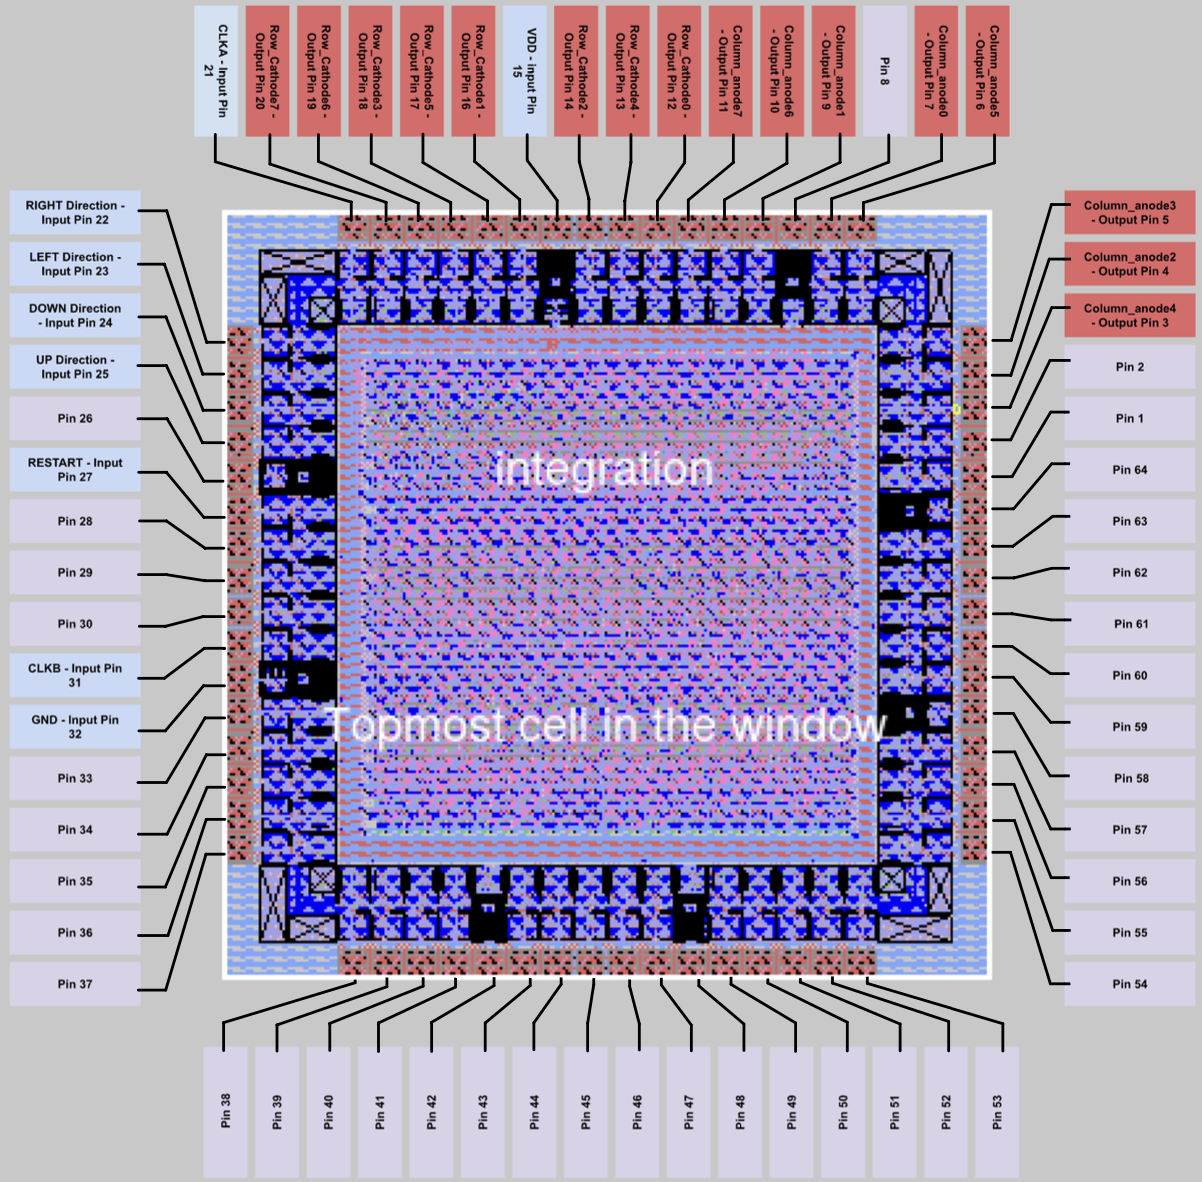 CLKA - Input Pin
21
Row_Cathode7 -
Output Pin 20
Row_Cathode6 -
Output Pin 19
Row_Cathode3 -
Output Pin 18
Row_Cathode5 -
Output Pin 17
Row_Cathode1 -
Output Pin 16
VDD - input Pin
15
Row_Cathode2 -
Output Pin 14
Row_Cathode4 -
Output Pin 13
Row_Cathode0 -
Output Pin 12
Column_anode7
- Output Pin 11
Column_anode6
- Output Pin 10
Column_anode1
- Output Pin 9
Pin 8
Column_anode0
- Output Pin 7
Column_anode5
- Output Pin 6
RIGHT Direction -
Input Pin 22
LEFT Direction -
Input Pin 23
DOWN Direction
- Input Pin 24
UP Direction -
Input Pin 25
Pin 26
RESTART - Input
Pin 27
Pin 28
Pin 29
Pin 30
CLKB - Input Pin
31
GND - Input Pin
32
Pin 33
Pin 34
Pin 35
Pin 36
Pin 37
integration
Topmost cell in the window
Column_anode3
- Output Pin 5
Column_anode2
- Output Pin 4
Column_anode4
- Output Pin 3
Pin 2
Pin 1
Pin 64
Pin 63
Pin 62
Pin 61
Pin 60
Pin 59
Pin 58
Pin 57
Pin 56
Pin 55
Pin 54
Pin 38
Pin 39
Pin 40
Pin 41
Pin 42
Pin 43
Pin 44
Pin 45
Pin 46
Pin 47
Pin 48
Pin 49
Pin 50
Pin 51
Pin 52
Pin 53